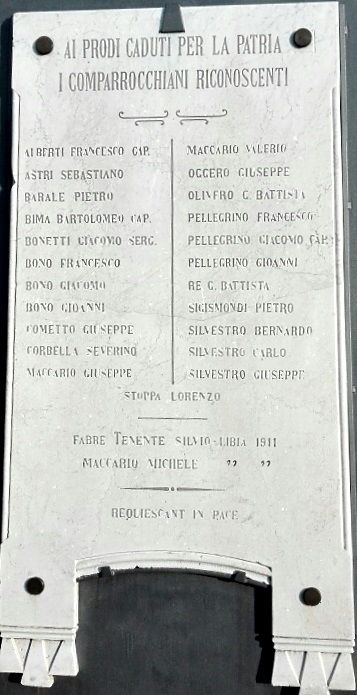 AI PRODI CADUTI PER LA PATRIA
I COMPARROCCHIANI RICONOSCENTI
ALBERTI FRANCESCO CAP.
ASTRI SEBASTIANO
BARALE PIETRO
BIMA BARTOLOMEO CAP.
BONETTI GIACOMO SERG.
BONO FRANCESCO
BONO GIACOMO
BONO GIOANNI
COMETTO GIUSEPPE
CORBELLA SEVERINO
MACCARIO GIUSEPPE
MACCARIO VALERIO
OGGERO GIUSEPPE
OLIVERO G. BATTISTA
PELLEGRINO FRANCESCO
PELLEGRINO GIACOMO CAP.
PELLEGRINO GIOANNI
RE G. BATTISTA
SIGISMONDI PIETRO
SILVESTRO BERNARDO
SILVESTRO CARLO
SILVESTRO GIUSEPPE
STOPPA LORENZO
FABRE TENENTE SILVIO-LIBIA 1911
MACCARIO MICHELE " "
REQUIESCANT IN PACE